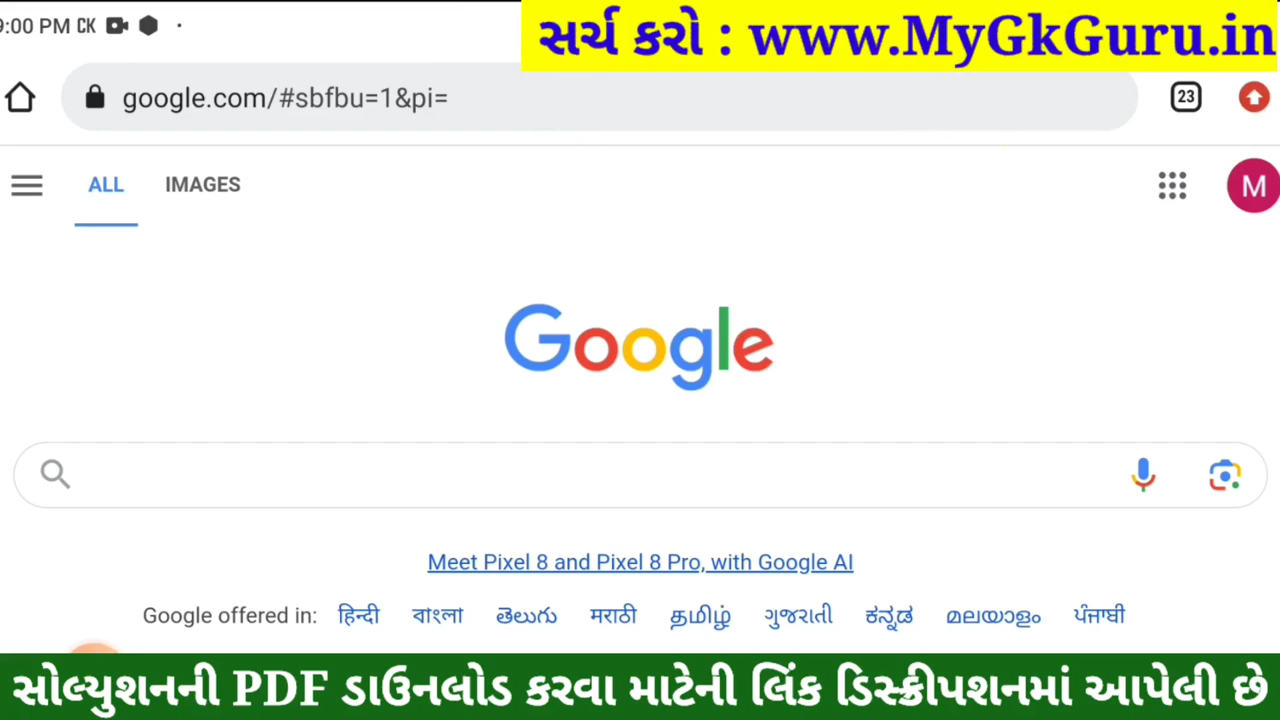 9:00 PM CK
સર્ચ કરો : www.MyGkGuru.in
google.com/#sbfbu=1&pi=
23
ALL IMAGES
M
Google
Meet Pixel 8 and Pixel 8 Pro, with Google AI
Google offered in: हिन्दी বাংলা తెలుగు मराठी தமிழ் ગુજરાતી ಕನ್ನಡ മലയാളം ਪੰਜਾਬੀ
સોલ્યુશનની PDF ડાઉનલોડ કરવા માટેની લિંક ડિસ્ક્રીપશનમાં આપેલી છે